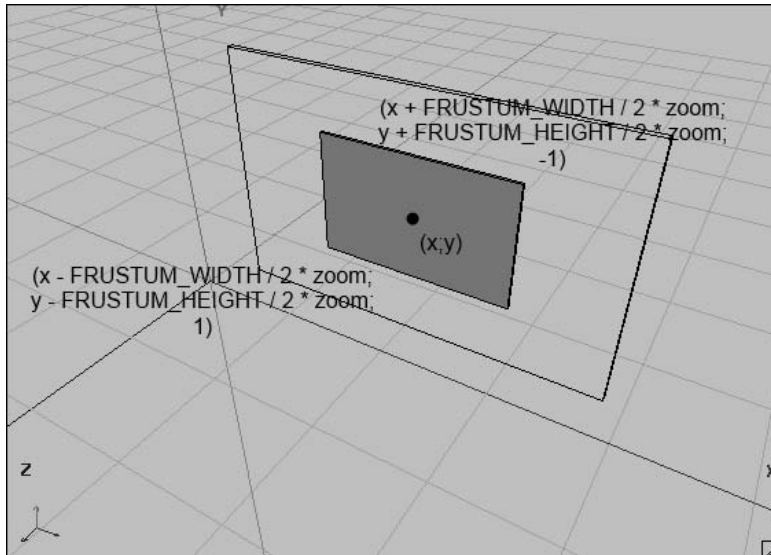 Y
(x + FRUSTUM_WIDTH / 2 * zoom;
y + FRUSTUM_HEIGHT / 2 * zoom;
-1)
(x;y)
(x - FRUSTUM_WIDTH / 2 * zoom;
y - FRUSTUM_HEIGHT / 2 * zoom;
1)
z
x